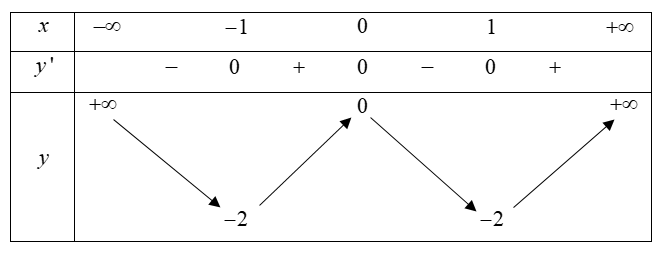 x −∞ −1 0 1 +∞
y' − 0 + 0 − 0 +
+∞ 0 +∞
y
−2 −2